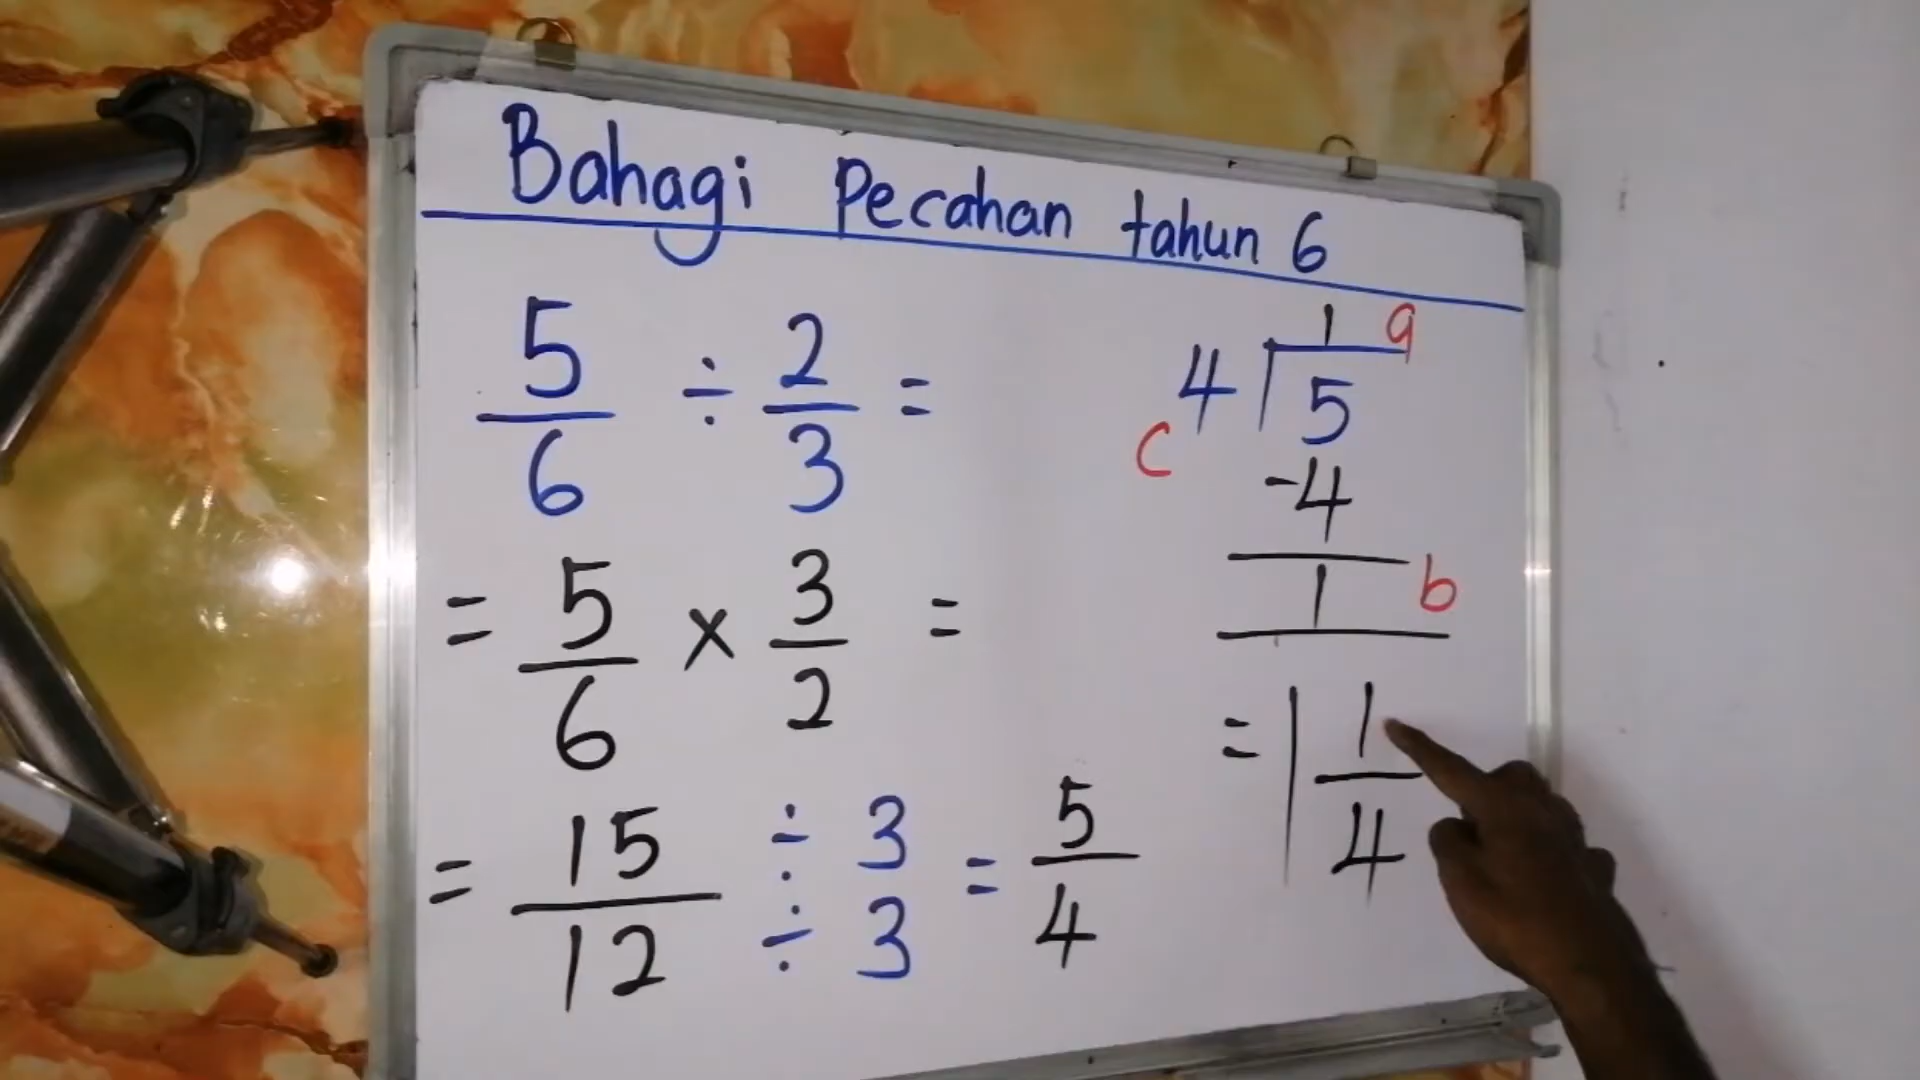 Bahagi Pecahan tahun 6
5/6 ÷ 2/3 =
= 5/6 × 3/2 =
= 15/12 ÷ 3 / ÷ 3 = 5/4
1 a
4 5
c
-4
1 b
= 1 1/4